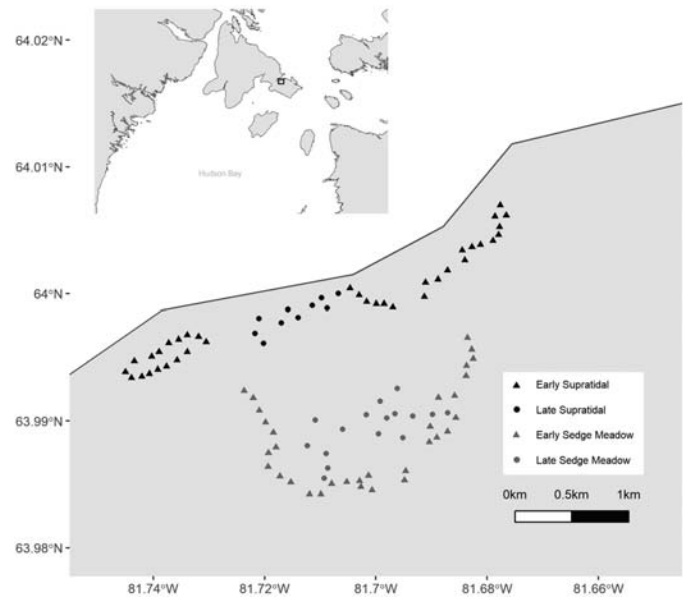 64.02°N
Hudson Bay
64.01°N
64°N
63.99°N
63.98°N
Early Supratidal
Late Supratidal
Early Sedge Meadow
Late Sedge Meadow
0km 0.5km 1km
81.74°W 81.72°W 81.7°W 81.68°W 81.66°W